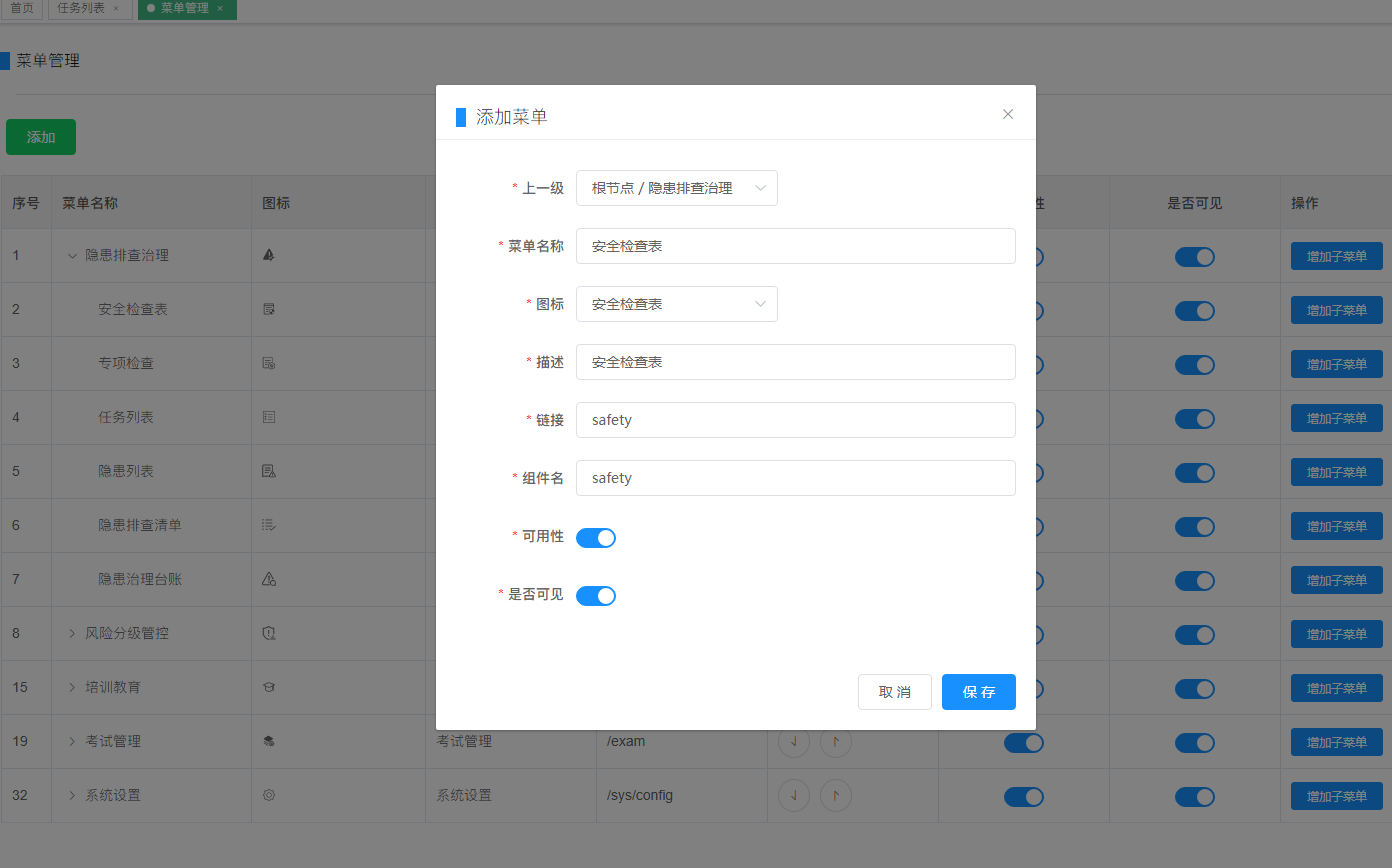 首页 任务列表 × 菜单管理 ×
菜单管理
添加
序号 菜单名称 图标 性 是否可见 操作
1 隐患排查治理 增加子菜单
2 安全检查表 增加子菜单
3 专项检查 增加子菜单
4 任务列表 增加子菜单
5 隐患列表 增加子菜单
6 隐患排查清单 增加子菜单
7 隐患治理台账 增加子菜单
8 风险分级管控 增加子菜单
15 培训教育 增加子菜单
19 考试管理 考试管理 /exam 增加子菜单
32 系统设置 系统设置 /sys/config 增加子菜单
添加菜单
* 上一级 根节点 / 隐患排查治理
* 菜单名称 安全检查表
* 图标 安全检查表
* 描述 安全检查表
* 链接 safety
* 组件名 safety
* 可用性
* 是否可见
取 消 保 存